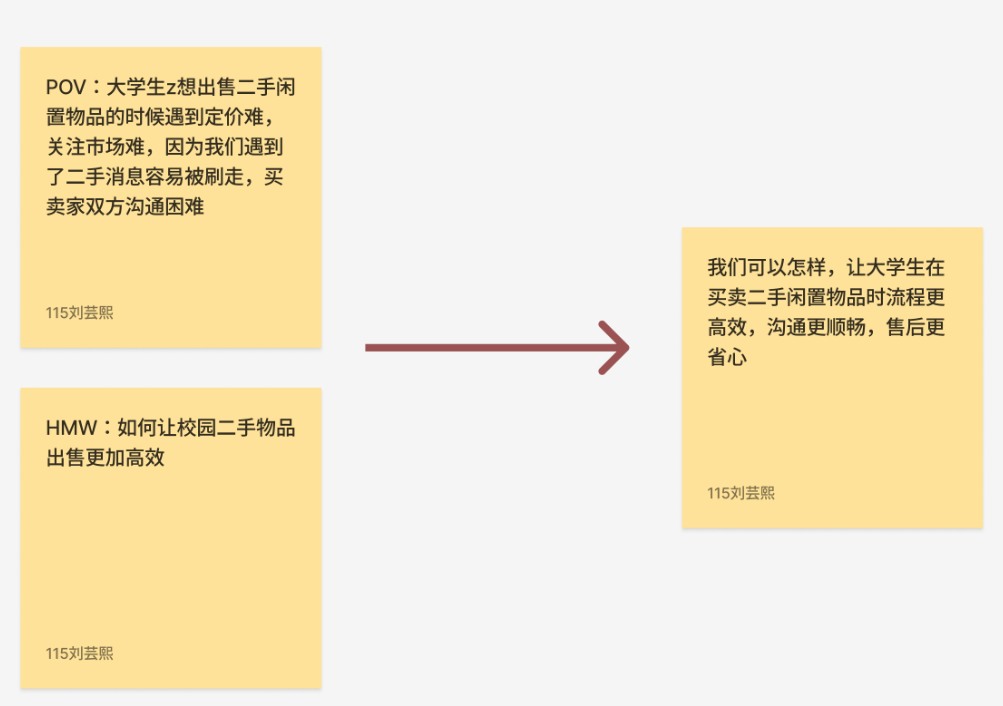 POV：大学生z想出售二手闲
置物品的时候遇到定价难，
关注市场难，因为我们遇到
了二手消息容易被刷走，买
卖家双方沟通困难
115刘芸熙
HMW：如何让校园二手物品
出售更加高效
115刘芸熙
我们可以怎样，让大学生在
买卖二手闲置物品时流程更
高效，沟通更顺畅，售后更
省心
115刘芸熙